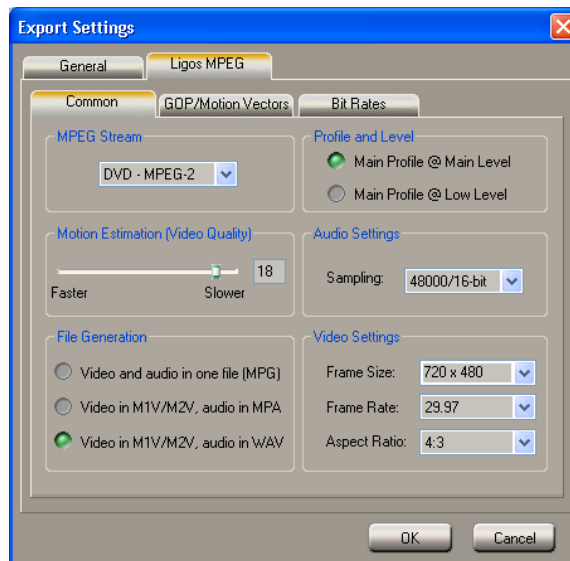 Export Settings
General
Ligos MPEG
Common
GOP/Motion Vectors
Bit Rates
MPEG Stream
DVD - MPEG-2
Profile and Level
Main Profile @ Main Level
Main Profile @ Low Level
Motion Estimation (Video Quality)
18
Faster
Slower
Audio Settings
Sampling:
48000/16-bit
File Generation
Video and audio in one file (MPG)
Video in M1V/M2V, audio in MPA
Video in M1V/M2V, audio in WAV
Video Settings
Frame Size:
720 x 480
Frame Rate:
29.97
Aspect Ratio:
4:3
OK
Cancel